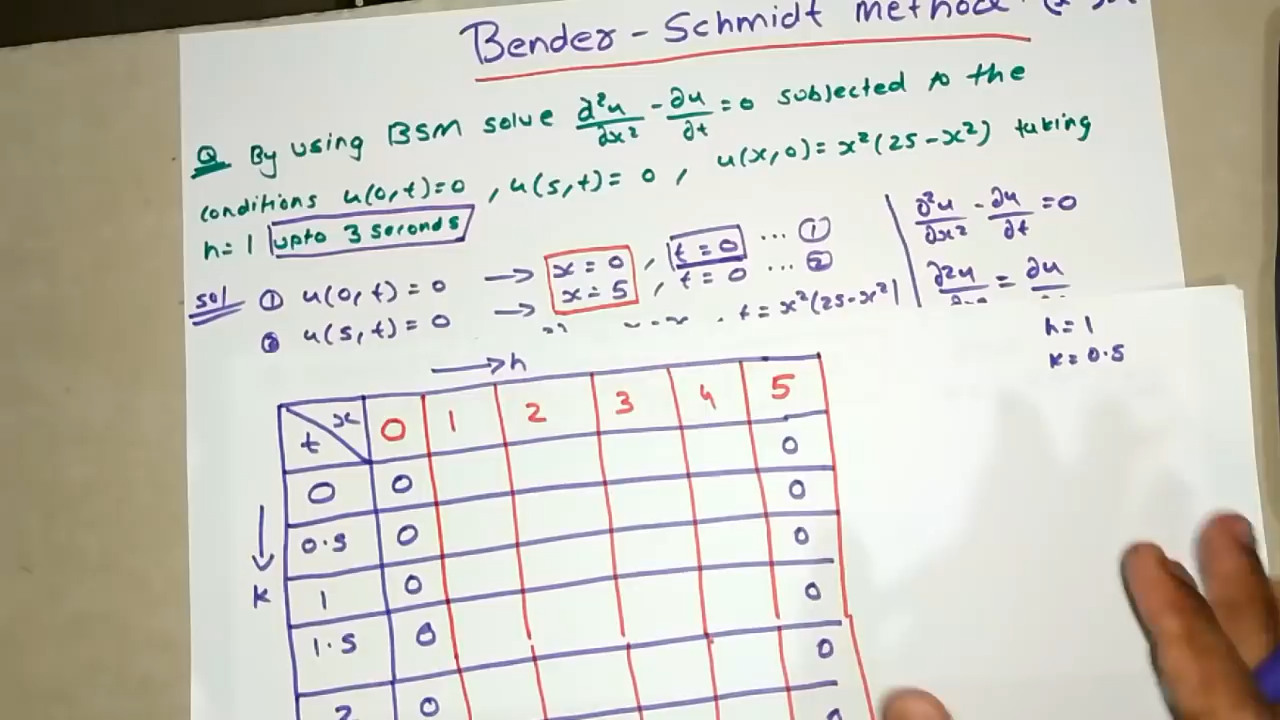 Bender-Schmidt method
Q By using BSM solve ∂²u/∂x² - ∂u/∂t = 0 subjected to the
conditions u(0,t)=0, u(5,t)=0, u(x,0)=x²(25-x²) taking
h=1 upto 3 seconds
sol ① u(0,t)=0 → x=0, t=0 ... ①
② u(5,t)=0 → x=5, t=0 ... ②
t=x²(25-x²)
∂²u/∂x² - ∂u/∂t = 0
= ∂u
h=1
k=0.5
→ h
x
t 0 1 2 3 4 5
0 0 0
0.5 0 0
1 0 0
1.5 0 0
2 0 0
k